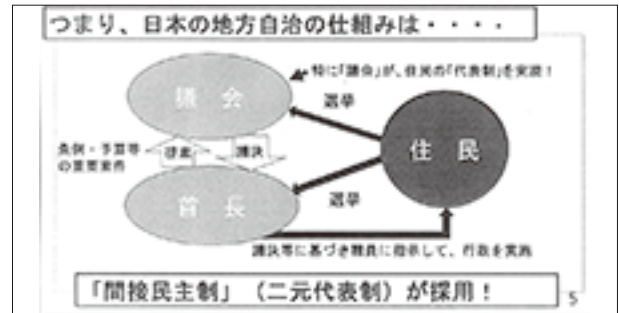 つまり、日本の地方自治の仕組みは・・・・
特に「議会」が、住民の「代表制」を実現！
議 会
選挙
住 民
条例・予算等
の重要案件
提案
議決
首 長
選挙
議決等に基づき職員に指示して、行政を実施
「間接民主制」（二元代表制）が採用！
5